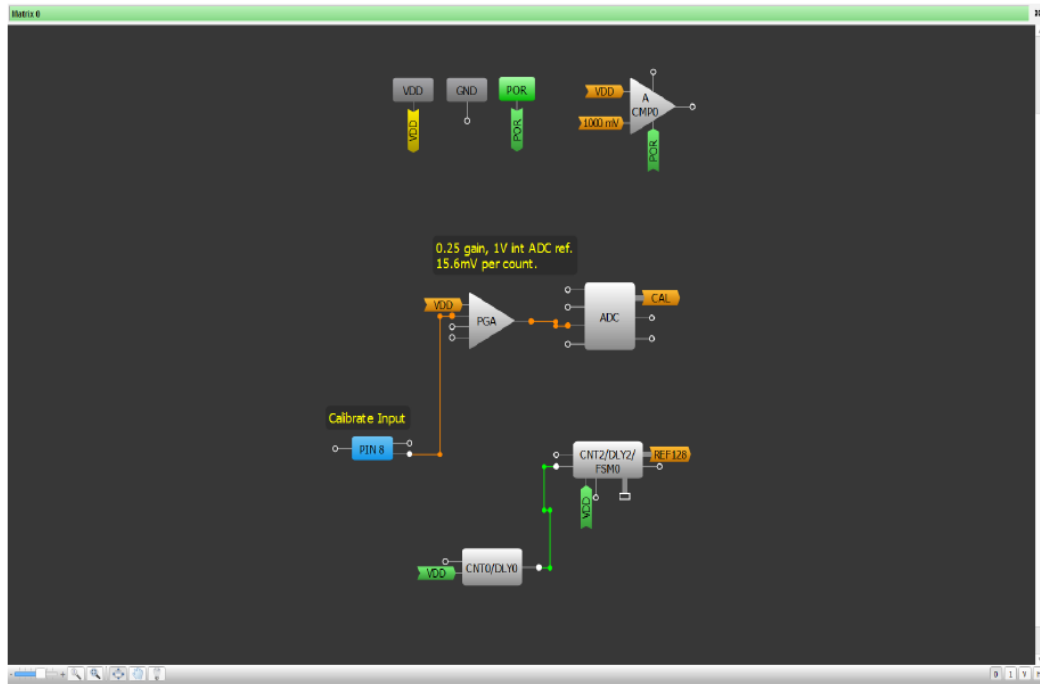 Matrix 0
VDD
GND
POR
VDD
POR
VDD
1000 mV
A
CMP0
POR
0.25 gain, 1V int ADC ref.
15.6mV per count.
VDD
PGA
ADC
CAL
Calibrate Input
PIN 8
CNT2/DLY2/
FSM0
REF128
VDD
VDD
CNT0/DLY0
- +
0 1 V